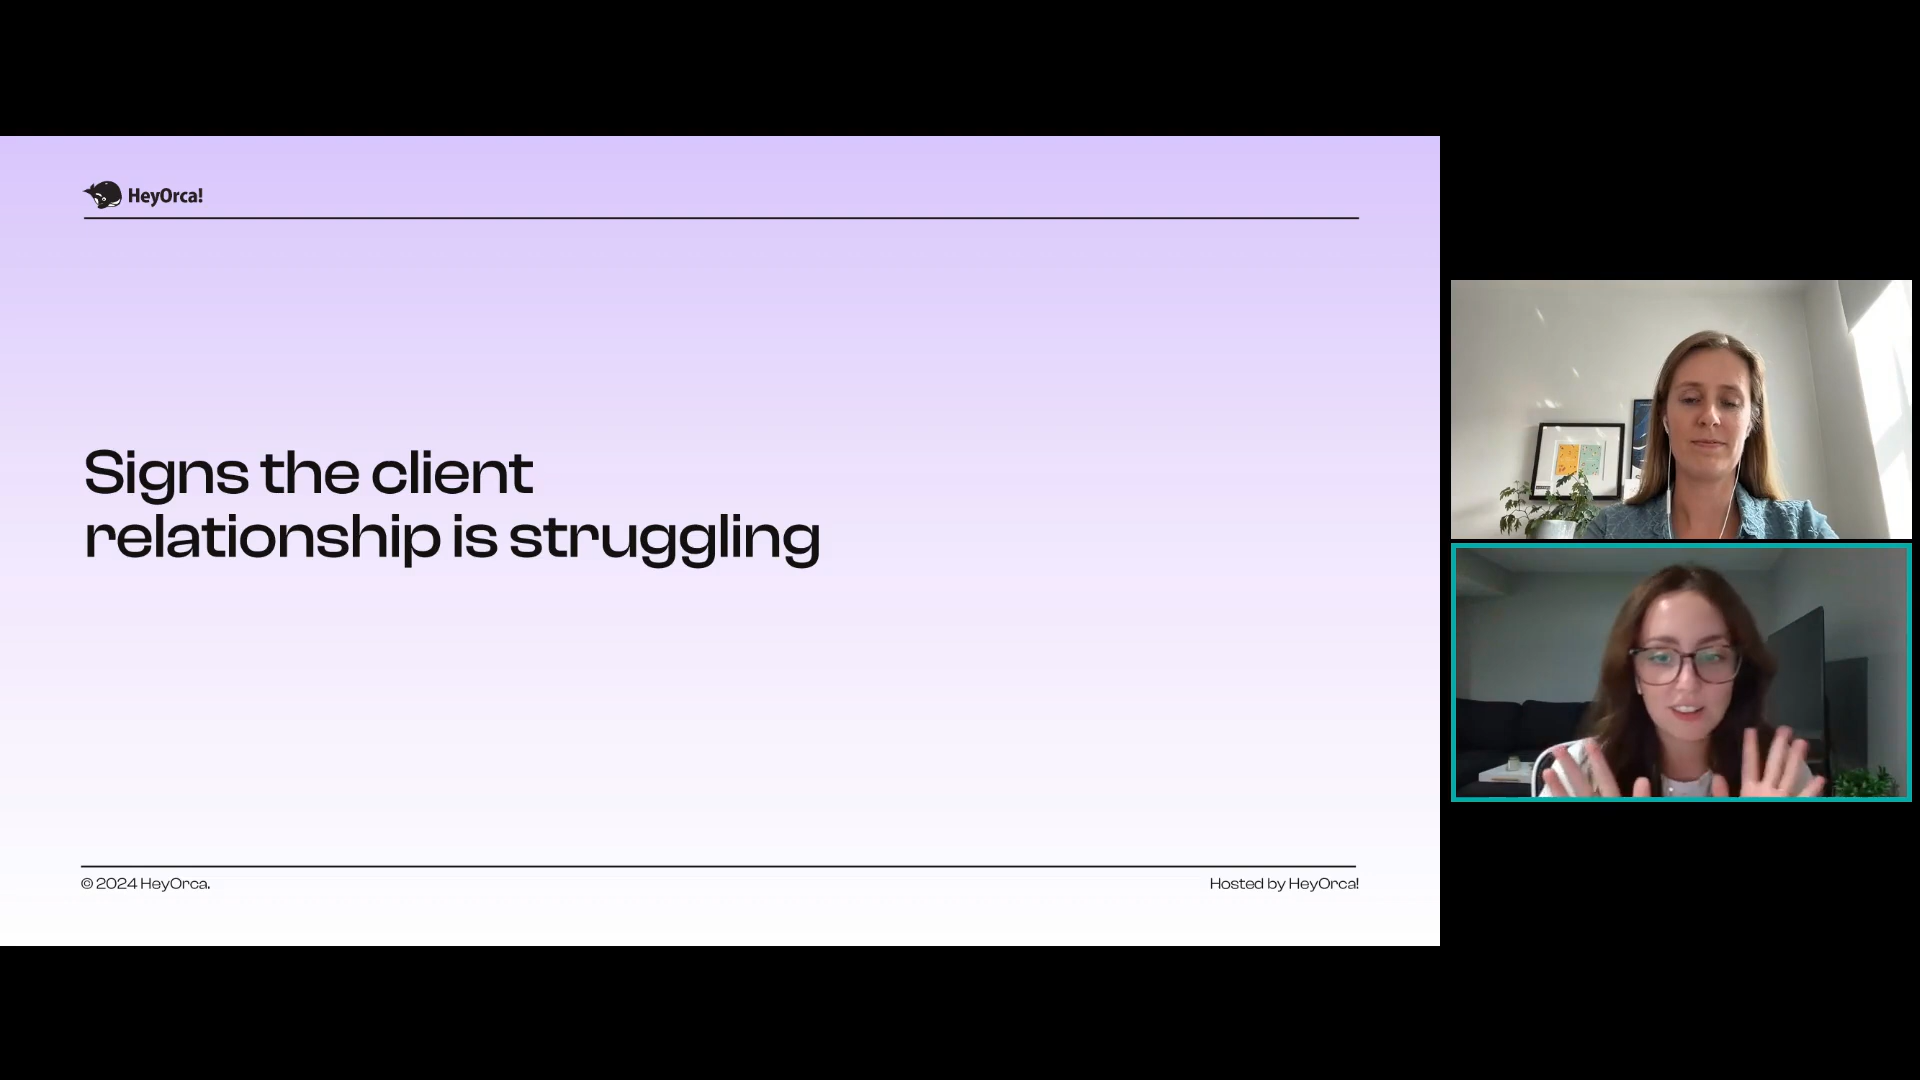 HeyOrca!
Signs the client
relationship is struggling
© 2024 HeyOrca.
Hosted by HeyOrca!